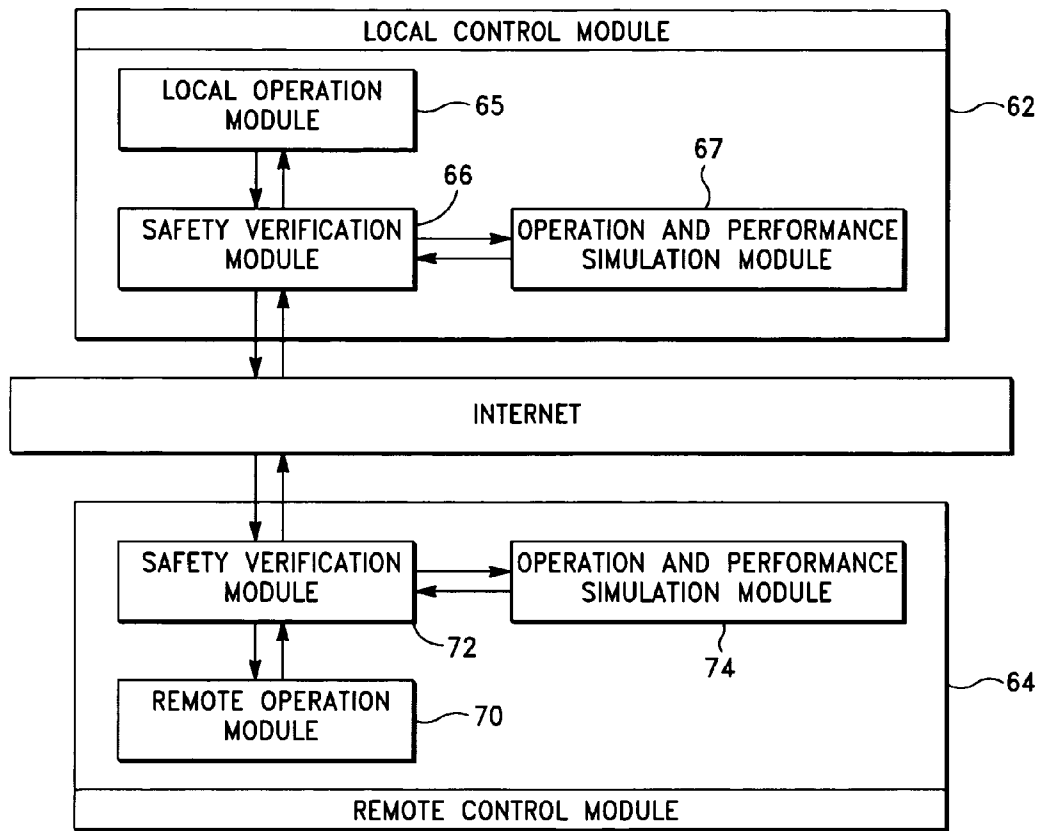 LOCAL CONTROL MODULE
LOCAL OPERATION
MODULE
65
62
66
67
SAFETY VERIFICATION
MODULE
OPERATION AND PERFORMANCE
SIMULATION MODULE
INTERNET
SAFETY VERIFICATION
MODULE
OPERATION AND PERFORMANCE
SIMULATION MODULE
72
74
64
REMOTE OPERATION
MODULE
70
REMOTE CONTROL MODULE